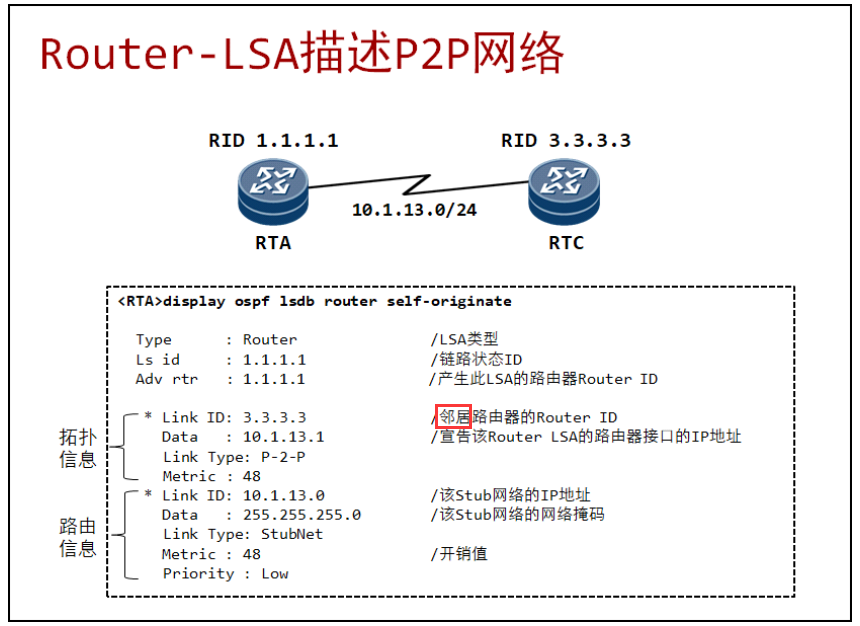 Router-LSA描述P2P网络
RID 1.1.1.1
RID 3.3.3.3
10.1.13.0/24
RTA
RTC
<RTA>display ospf lsdb router self-originate
Type : Router /LSA类型
Ls id : 1.1.1.1 /链路状态ID
Adv rtr : 1.1.1.1 /产生此LSA的路由器Router ID
拓扑
信息
* Link ID: 3.3.3.3 /邻居路由器的Router ID
Data : 10.1.13.1 /宣告该Router LSA的路由器接口的IP地址
Link Type: P-2-P
Metric : 48
路由
信息
* Link ID: 10.1.13.0 /该Stub网络的IP地址
Data : 255.255.255.0 /该Stub网络的网络掩码
Link Type: StubNet
Metric : 48 /开销值
Priority : Low